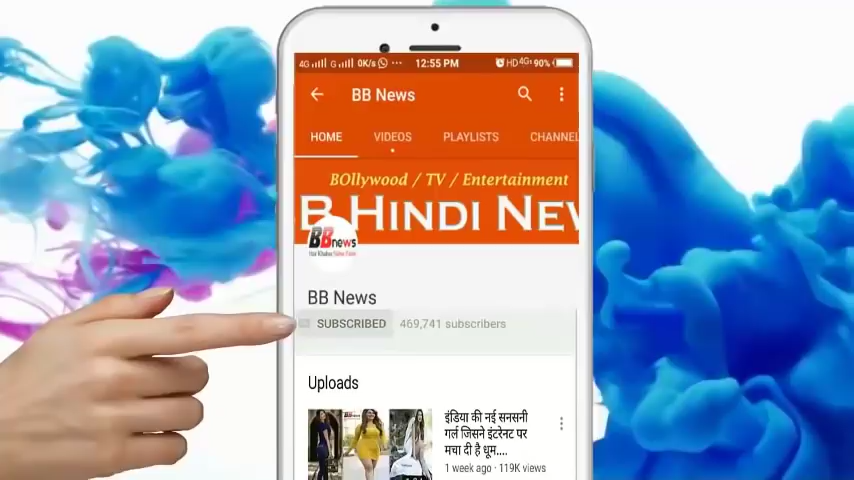 4G G 0K/s ... 12:55 PM HD 4G 90%
BB News
HOME VIDEOS PLAYLISTS CHANNEL
BOllywood / TV / Entertainment
BB HINDI NEW
BBnews
BB News
SUBSCRIBED 469,741 subscribers
Uploads
इंडिया की नई सनसनी
गर्ल जिसने इंटरनेट पर
मचा दी है धूम....
1 week ago · 119K views